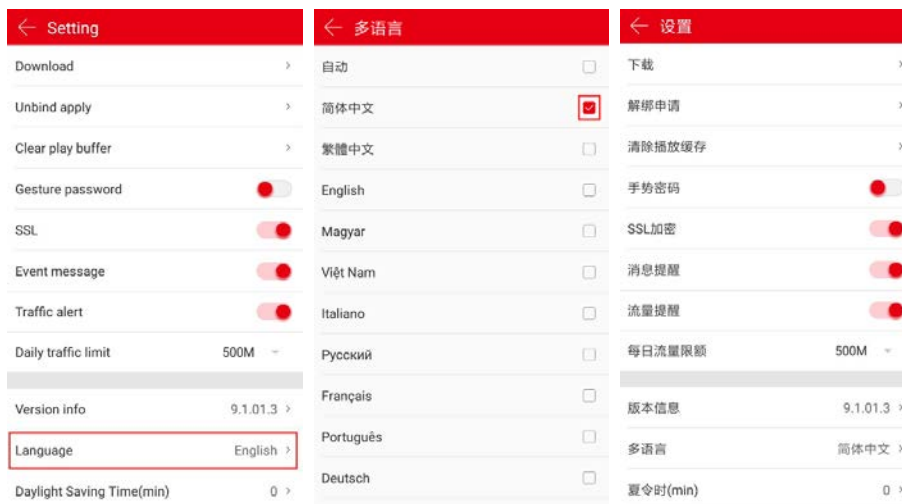 Setting
Download
Unbind apply
Clear play buffer
Gesture password
SSL
Event message
Traffic alert
Daily traffic limit 500M
Version info 9.1.01.3
Language English
Daylight Saving Time(min) 0
多语言
自动
简体中文
繁體中文
English
Magyar
Việt Nam
Italiano
Русский
Français
Português
Deutsch
设置
下载
解绑申请
清除播放缓存
手势密码
SSL加密
消息提醒
流量提醒
每日流量限额 500M
版本信息 9.1.01.3
多语言 简体中文
夏令时(min) 0